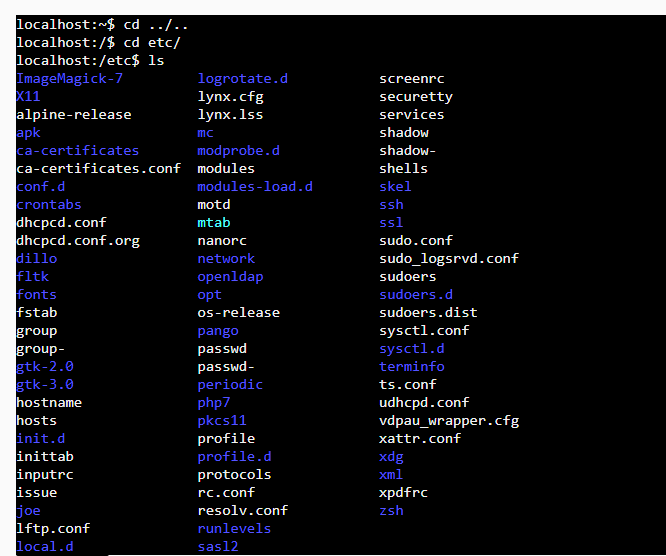 localhost:~$ cd ../..
localhost:/$ cd etc/
localhost:/etc$ ls
ImageMagick-7 logrotate.d screenrc
X11 lynx.cfg securetty
alpine-release lynx.lss services
apk mc shadow
ca-certificates modprobe.d shadow-
ca-certificates.conf modules shells
conf.d modules-load.d skel
crontabs motd ssh
dhcpcd.conf mtab ssl
dhcpcd.conf.org nanorc sudo.conf
dillo network sudo_logsrvd.conf
fltk openldap sudoers
fonts opt sudoers.d
fstab os-release sudoers.dist
group pango sysctl.conf
group- passwd sysctl.d
gtk-2.0 passwd- terminfo
gtk-3.0 periodic ts.conf
hostname php7 udhcpd.conf
hosts pkcs11 vdpau_wrapper.cfg
init.d profile xattr.conf
inittab profile.d xdg
inputrc protocols xml
issue rc.conf xpdfrc
joe resolv.conf zsh
lftp.conf runlevels
local.d sasl2